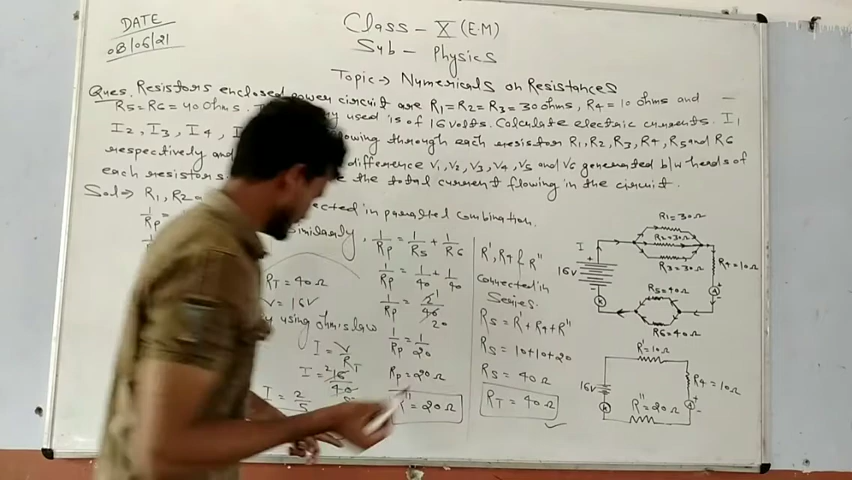 DATE
08/06/21
Class - X (E.M)
Sub - Physics
Topic → Numericals on Resistances
Ques. Resistors enclosed power circuit are R1 = R2 = R3 = 30 ohms, R4 = 10 ohms and
R5 = R6 = 40 ohms. used is of 16 volts. Calculate electric currents I1
I2, I3, I4, flowing through each resistor R1, R2, R3, R4, R5 and R6
respectively and difference V1, V2, V3, V4, V5 and V6 generated b/w heads of
each resistors the total current flowing in the circuit.
Sol → R1, R2 connected in parallel combination.
1/Rp =
Similarly, 1/Rp = 1/R5 + 1/R6
1/Rp = 1/40 + 1/40
1/Rp = 2/40 1 20
1/Rp = 1/20
Rp = 20 Ω
R'' = 20 Ω
RT = 40 Ω
V = 16V
by using ohm's law
I = V/RT
I = 16/40
I = 2/5
R', R4 & R''
Connected in
Series.
Rs = R' + R4 + R''
Rs = 10 + 10 + 20
Rs = 40 Ω
RT = 40 Ω
R1 = 30 Ω
R2 = 30 Ω
R3 = 30 Ω
I
+
16V
-
R4 = 10 Ω
+
A
-
R5 = 40 Ω
R6 = 40 Ω
R' = 10 Ω
16V
R4 = 10 Ω
+
-
R'' = 20 Ω